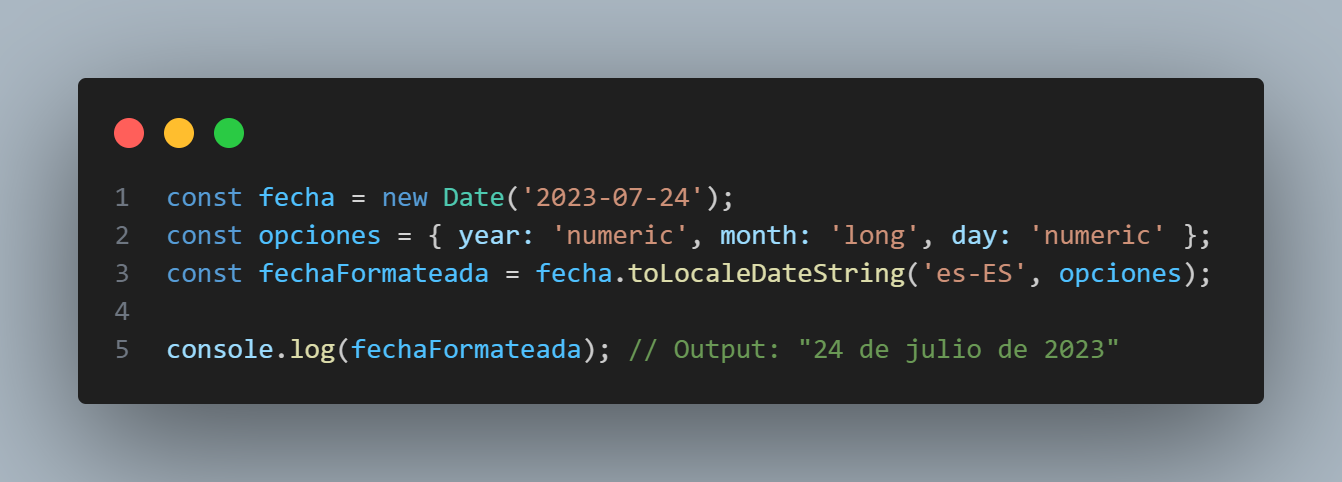 1 const fecha = new Date('2023-07-24');
2 const opciones = { year: 'numeric', month: 'long', day: 'numeric' };
3 const fechaFormateada = fecha.toLocaleDateString('es-ES', opciones);
4
5 console.log(fechaFormateada); // Output: "24 de julio de 2023"